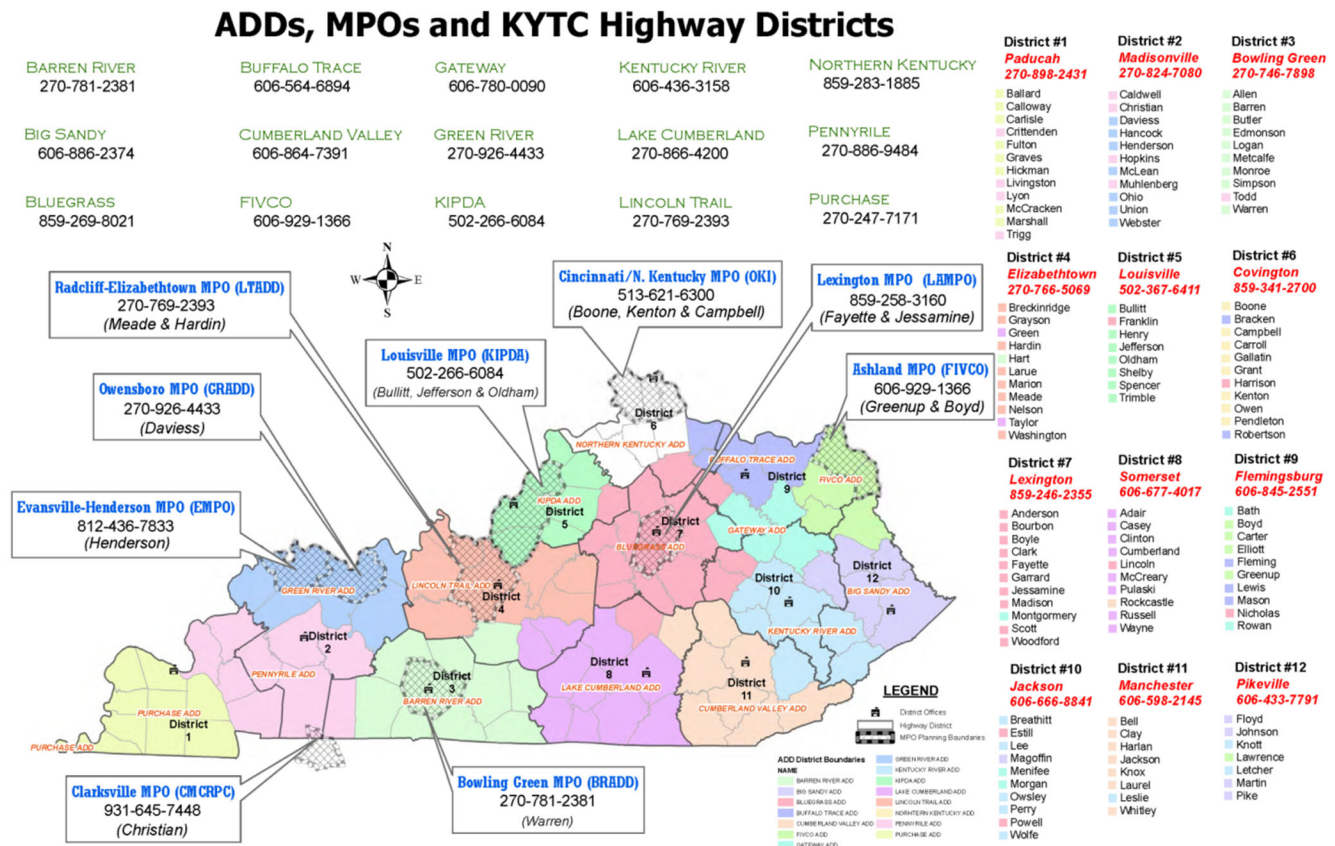 ADDs, MPOs and KYTC Highway Districts
BARREN RIVER
270-781-2381
BUFFALO TRACE
606-564-6894
GATEWAY
606-780-0090
KENTUCKY RIVER
606-436-3158
NORTHERN KENTUCKY
859-283-1885
BIG SANDY
606-886-2374
CUMBERLAND VALLEY
606-864-7391
GREEN RIVER
270-926-4433
LAKE CUMBERLAND
270-866-4200
PENNYRILE
270-886-9484
BLUEGRASS
859-269-8021
FIVCO
606-929-1366
KIPDA
502-266-6084
LINCOLN TRAIL
270-769-2393
PURCHASE
270-247-7171
N
W E
S
Radcliff-Elizabethtown MPO (LTADD)
270-769-2393
(Meade & Hardin)
Cincinnati/N. Kentucky MPO (OKI)
513-621-6300
(Boone, Kenton & Campbell)
Lexington MPO (LAMPO)
859-258-3160
(Fayette & Jessamine)
Louisville MPO (KIPDA)
502-266-6084
(Bullitt, Jefferson & Oldham)
Ashland MPO (FIVCO)
606-929-1366
(Greenup & Boyd)
Owensboro MPO (GRADD)
270-926-4433
(Daviess)
Evansville-Henderson MPO (EMPO)
812-436-7833
(Henderson)
Clarksville MPO (CMCRPC)
931-645-7448
(Christian)
Bowling Green MPO (BRADD)
270-781-2381
(Warren)
District
6
NORTHERN KENTUCKY ADD
BUFFALO TRACE ADD
District
9
FIVCO ADD
KIPDA ADD
District
5
District
7
BLUEGRASS ADD
GATEWAY ADD
District
12
BIG SANDY ADD
District
10
KENTUCKY RIVER ADD
LINCOLN TRAIL ADD
District
4
GREEN RIVER ADD
District
2
PENNYRILE ADD
District
3
BARREN RIVER ADD
District
8
LAKE CUMBERLAND ADD
District
11
CUMBERLAND VALLEY ADD
PURCHASE ADD
District
1
PURCHASE ADD
LEGEND
District Offices
Highway District
MPO Planning Boundaries
ADD District Boundaries
NAME
BARREN RIVER ADD
BIG SANDY ADD
BLUEGRASS ADD
BUFFALO TRACE ADD
CUMBERLAND VALLEY ADD
FIVCO ADD
GATEWAY ADD
GREEN RIVER ADD
KENTUCKY RIVER ADD
KIPDA ADD
LAKE CUMBERLAND ADD
LINCOLN TRAIL ADD
NORHTERN KENTUCKY ADD
PENNYRILE ADD
PURCHASE ADD
District #1
Paducah
270-898-2431
Ballard
Calloway
Carlisle
Crittenden
Fulton
Graves
Hickman
Livingston
Lyon
McCracken
Marshall
Trigg
District #2
Madisonville
270-824-7080
Caldwell
Christian
Daviess
Hancock
Henderson
Hopkins
McLean
Muhlenberg
Ohio
Union
Webster
District #3
Bowling Green
270-746-7898
Allen
Barren
Butler
Edmonson
Logan
Metcalfe
Monroe
Simpson
Todd
Warren
District #4
Elizabethtown
270-766-5069
Breckinridge
Grayson
Green
Hardin
Hart
Larue
Marion
Meade
Nelson
Taylor
Washington
District #5
Louisville
502-367-6411
Bullitt
Franklin
Henry
Jefferson
Oldham
Shelby
Spencer
Trimble
District #6
Covington
859-341-2700
Boone
Bracken
Campbell
Carroll
Gallatin
Grant
Harrison
Kenton
Owen
Pendleton
Robertson
District #7
Lexington
859-246-2355
Anderson
Bourbon
Boyle
Clark
Fayette
Garrard
Jessamine
Madison
Montgomery
Scott
Woodford
District #8
Somerset
606-677-4017
Adair
Casey
Clinton
Cumberland
Lincoln
McCreary
Pulaski
Rockcastle
Russell
Wayne
District #9
Flemingsburg
606-845-2551
Bath
Boyd
Carter
Elliott
Fleming
Greenup
Lewis
Mason
Nicholas
Rowan
District #10
Jackson
606-666-8841
Breathitt
Estill
Lee
Magoffin
Menifee
Morgan
Owsley
Perry
Powell
Wolfe
District #11
Manchester
606-598-2145
Bell
Clay
Harlan
Jackson
Knox
Laurel
Leslie
Whitley
District #12
Pikeville
606-433-7791
Floyd
Johnson
Knott
Lawrence
Letcher
Martin
Pike